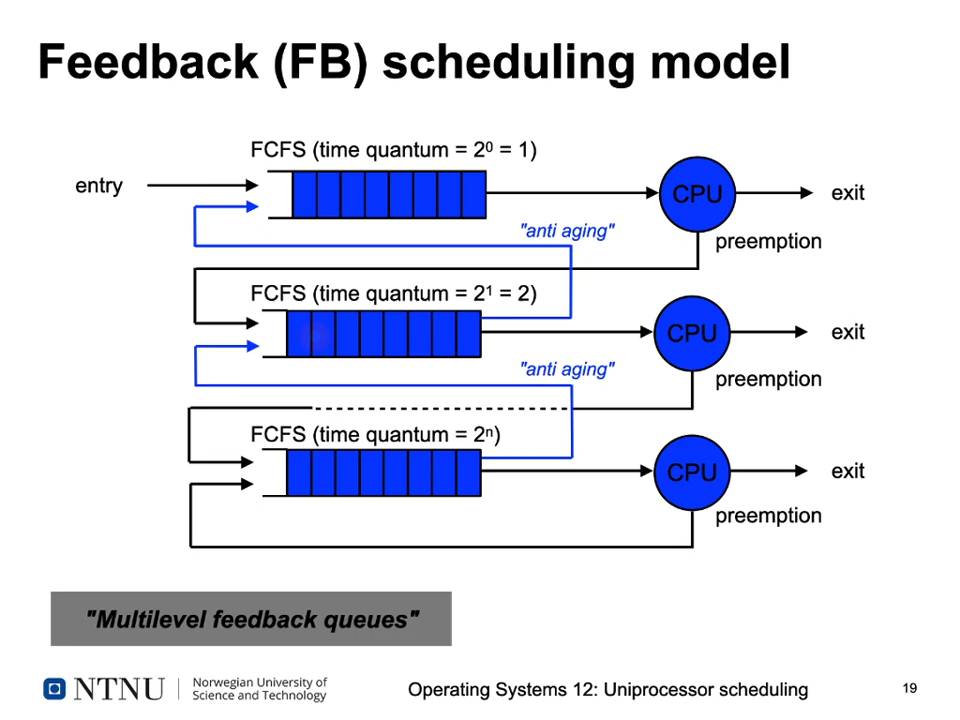 Feedback (FB) scheduling model
FCFS (time quantum = 2⁰ = 1)
entry
CPU
exit
"anti aging"
preemption
FCFS (time quantum = 2¹ = 2)
CPU
exit
"anti aging"
preemption
FCFS (time quantum = 2ⁿ)
CPU
exit
preemption
"Multilevel feedback queues"
NTNU
Norwegian University of
Science and Technology
Operating Systems 12: Uniprocessor scheduling
19